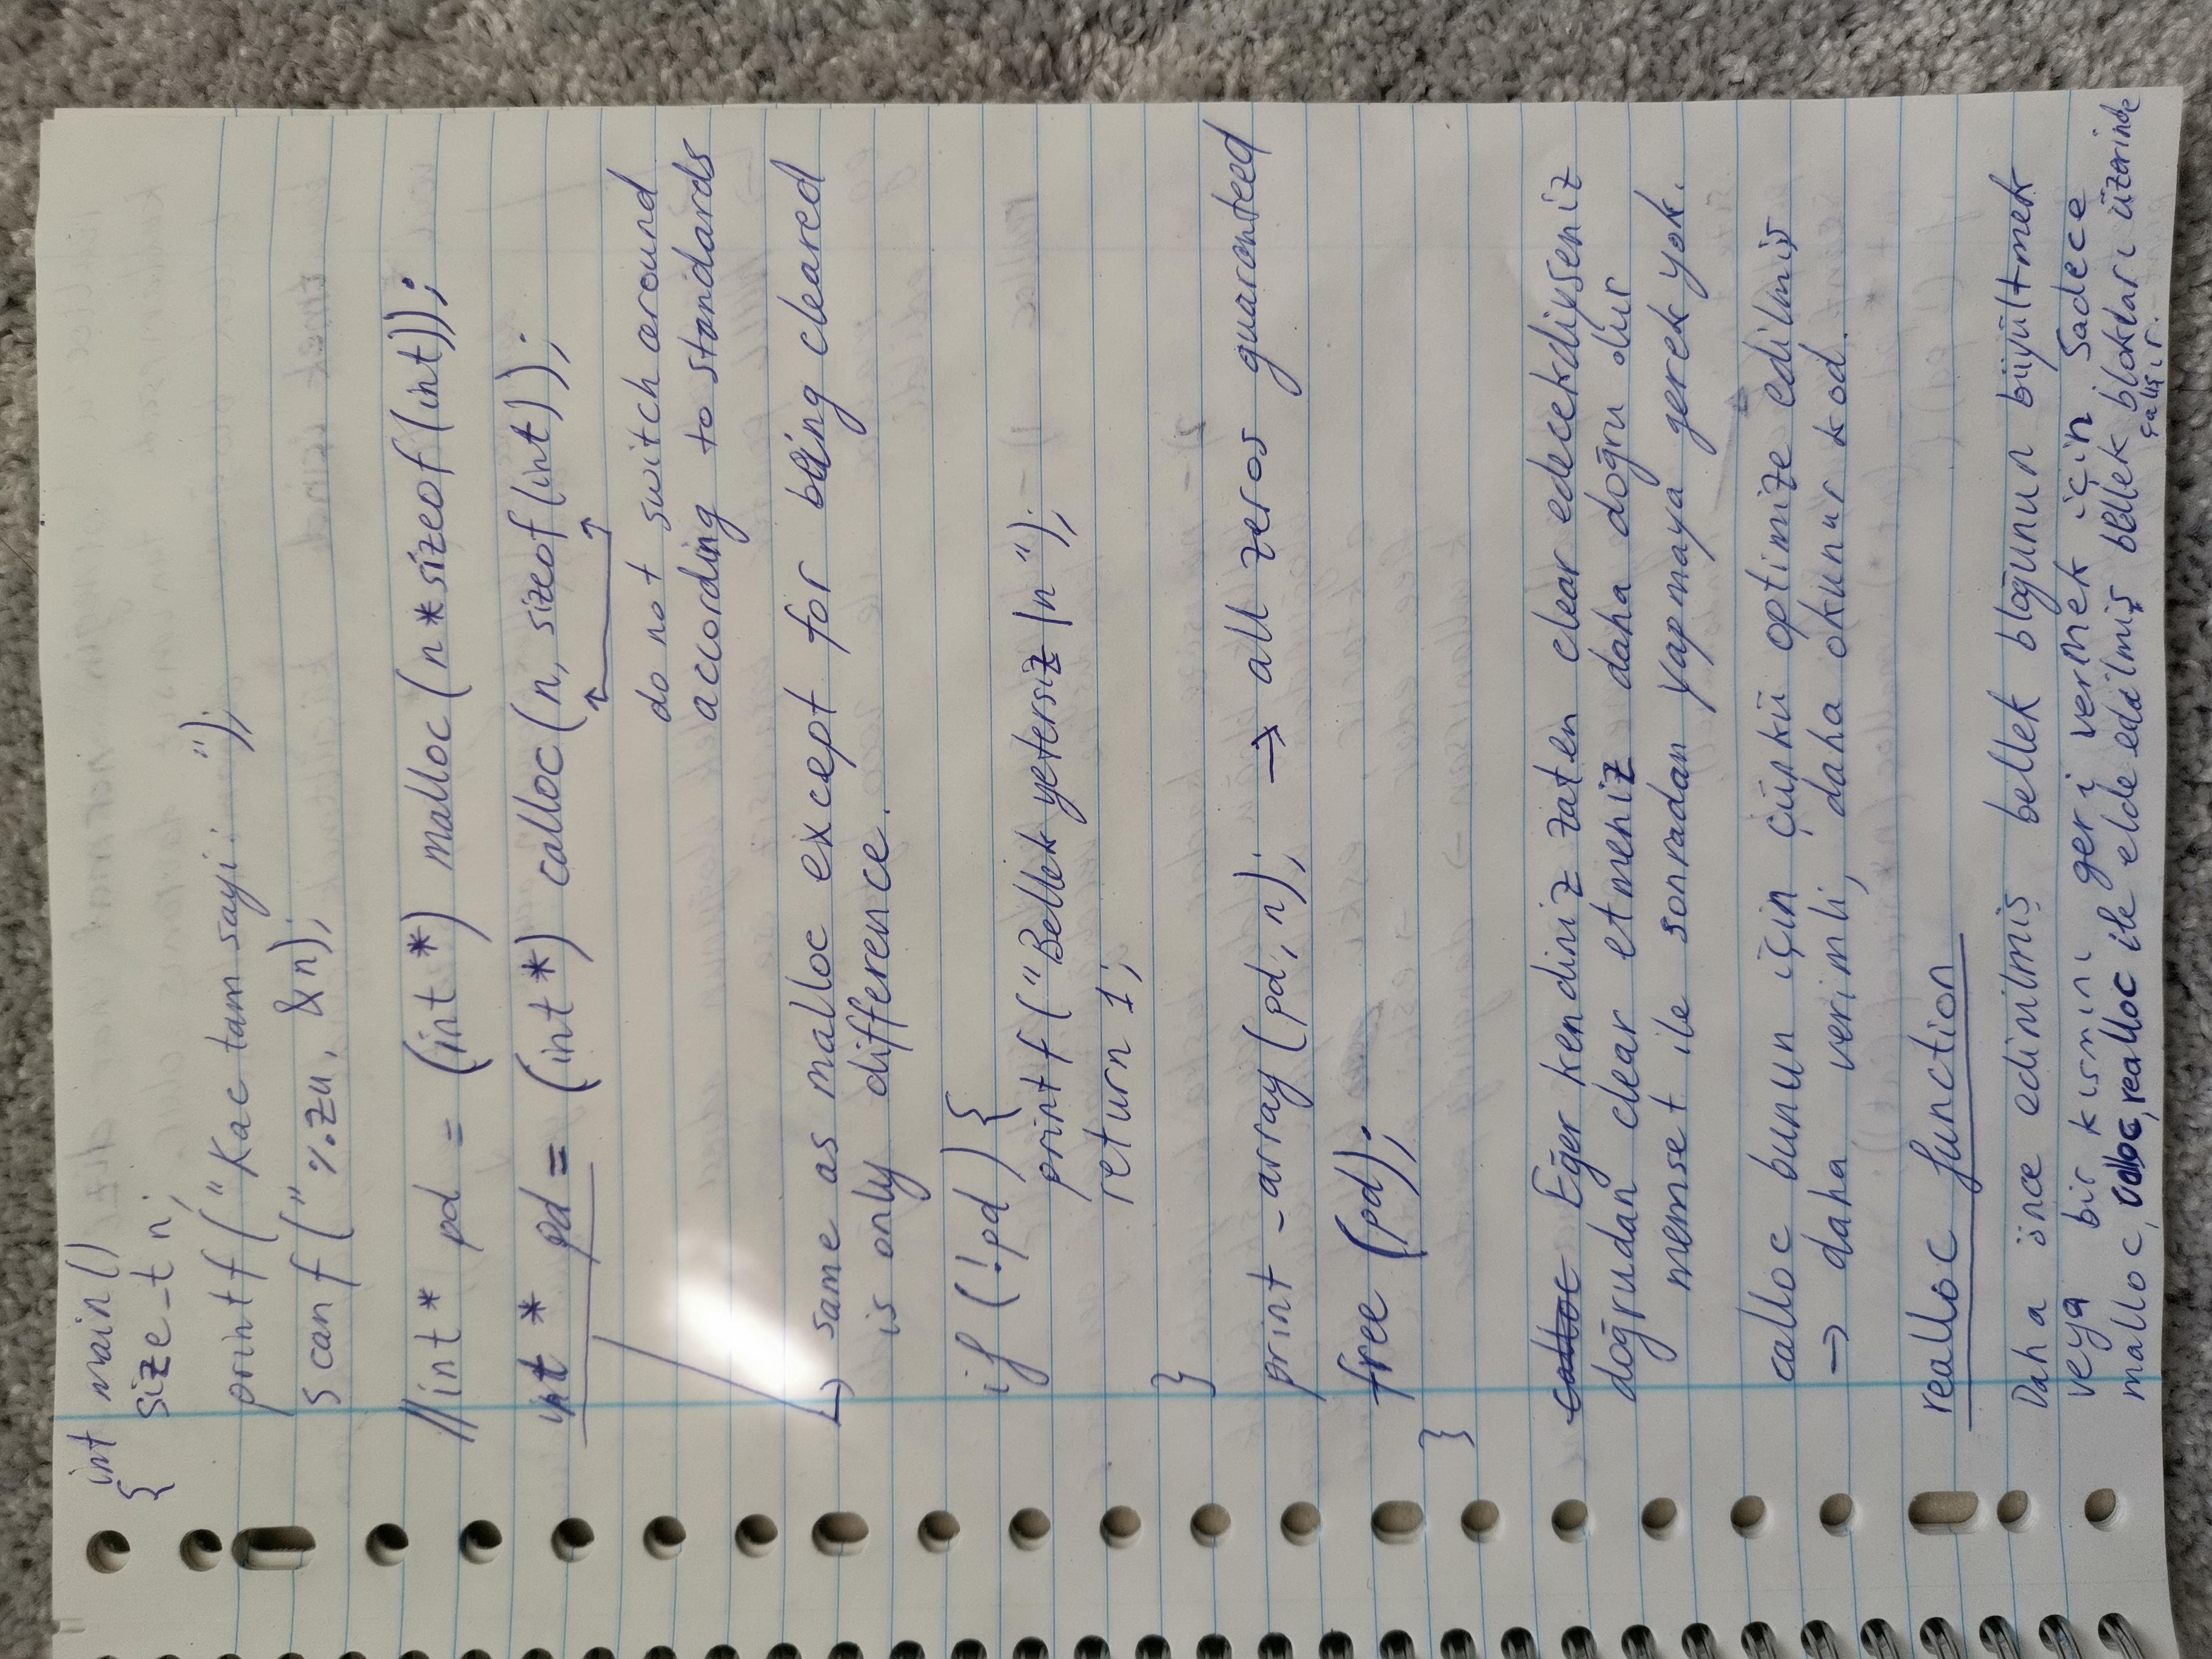 int main()
{ size_t n;
printf("Kac tam sayi: ");
scanf("%zu, &n);
//int* pd = (int*) malloc(n*sizeof(int));
int * pd = (int*) calloc(n, sizeof(int));
do not switch around
according to standards
↳ same as malloc except for being cleared
is only difference.
if (!pd) {
printf("Bellek yetersiz \n");
return 1;
}
print_array(pd, n); → all zeros guaranteed
free (pd);
}
calloc Eğer kendiniz zaten clear edecekdiyseniz
doğrudan clear etmeniz daha doğru olur
memset ile sonradan yapmaya gerek yok.
calloc bunun için çünkü optimize edilmiş
→ daha verimli, daha okunur kod.
realloc function
Daha önce edinilmiş bellek bloğunun büyültmek
veya bir kısmını geri vermek için. Sadece
malloc, calloc, realloc ile elde edilmiş bellek blokları üzerinde
çalışır.